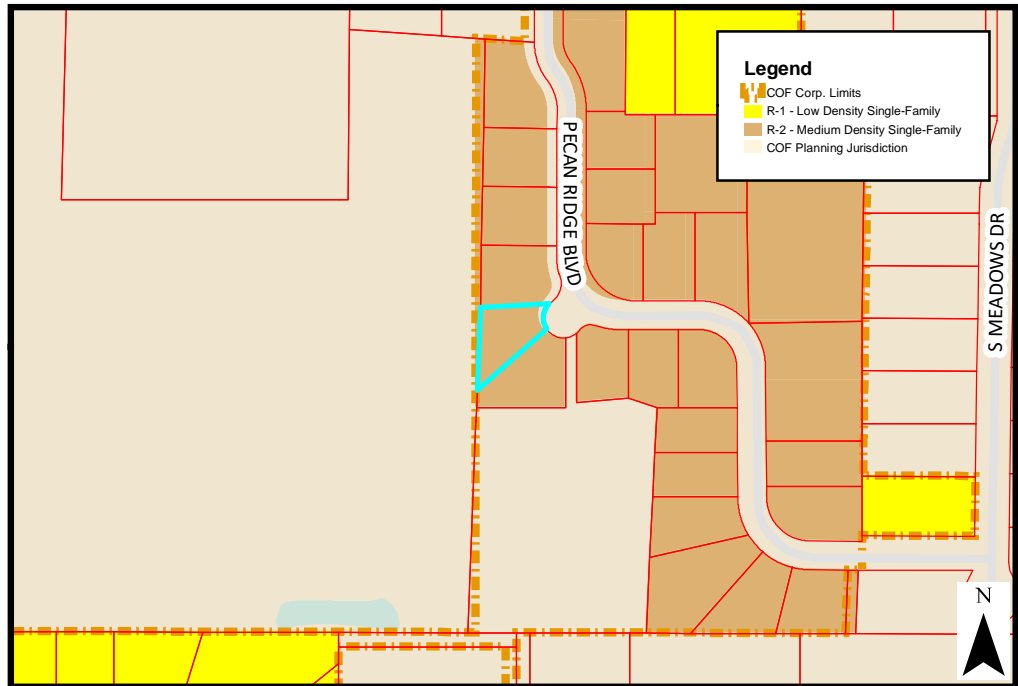 Legend
COF Corp. Limits
R-1 - Low Density Single-Family
R-2 - Medium Density Single-Family
COF Planning Jurisdiction
PECAN RIDGE BLVD
S MEADOWS DR
N